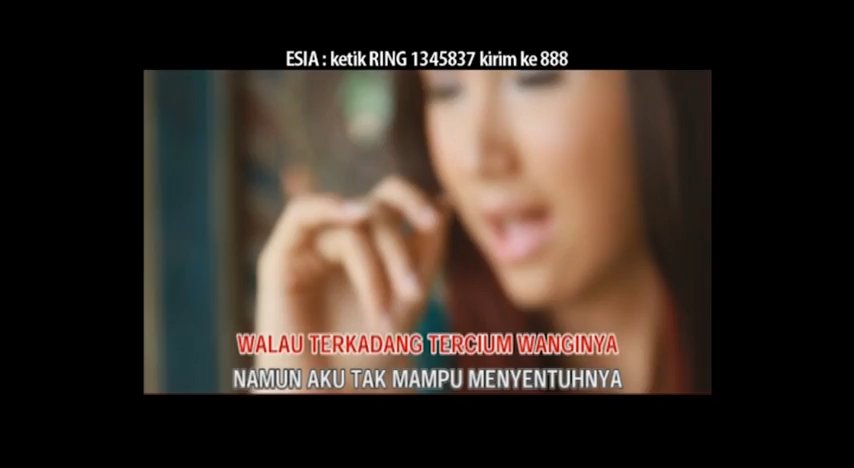 ESIA : ketik RING 1345837 kirim ke 888
WALAU TERKADANG TERCIUM WANGINYA
NAMUN AKU TAK MAMPU MENYENTUHNYA